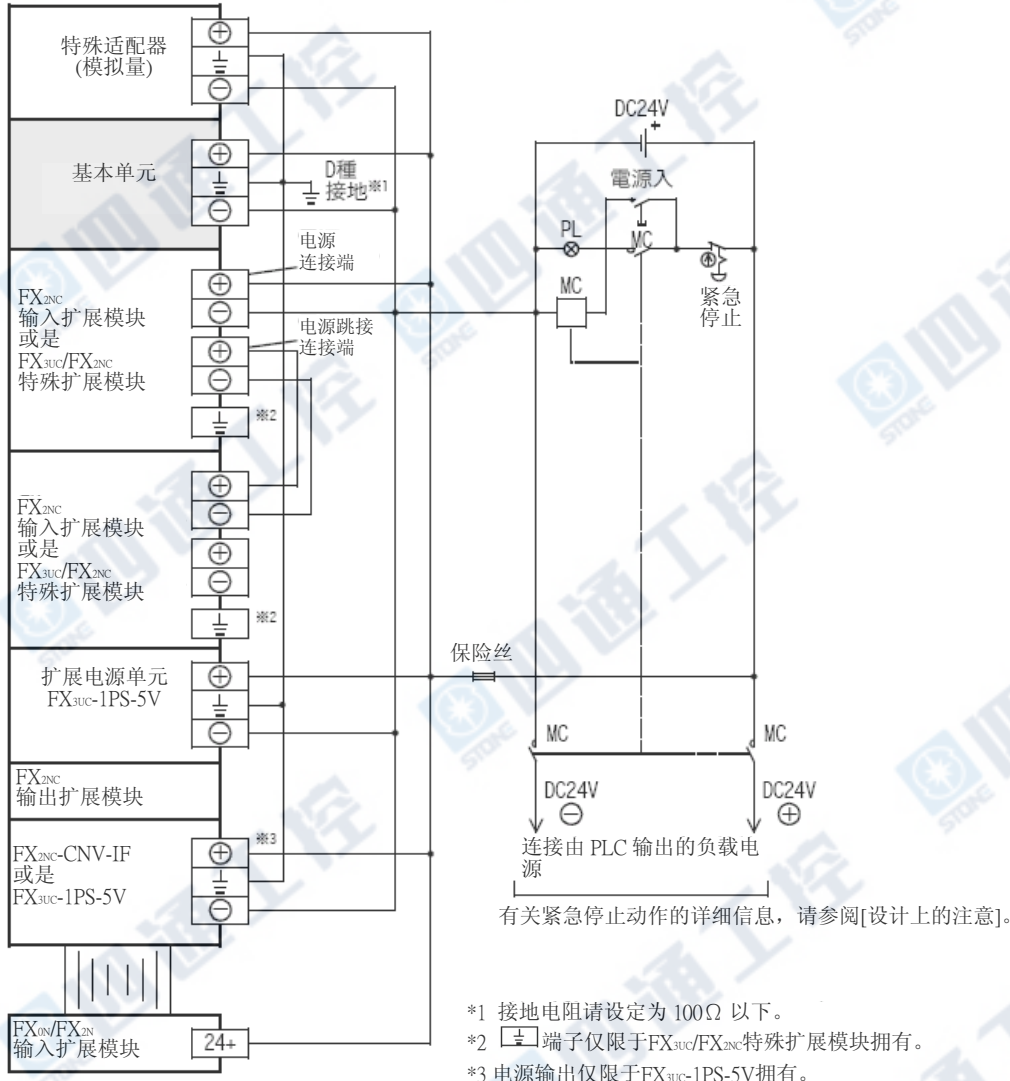 特殊适配器
(模拟量)
基本单元
D種
接地※1
电源
连接端
FX2NC
输入扩展模块
或是
FX3UC/FX2NC
特殊扩展模块
电源跳接
连接端
※2
FX2NC
输入扩展模块
或是
FX3UC/FX2NC
特殊扩展模块
※2
扩展电源单元
FX3UC-1PS-5V
FX2NC
输出扩展模块
FX2NC-CNV-IF
或是
FX3UC-1PS-5V
※3
FX0N/FX2N
输入扩展模块
24+
DC24V
+
電源入
PL
MC
MC
紧急
停止
保险丝
MC
MC
DC24V
DC24V
连接由 PLC 输出的负载电
源
有关紧急停止动作的详细信息，请参阅[设计上的注意]。
*1 接地电阻请设定为 100Ω 以下。
*2 端子仅限于FX3UC/FX2NC特殊扩展模块拥有。
*3 电源输出仅限于FX3UC-1PS-5V拥有。
四通工控
STONE